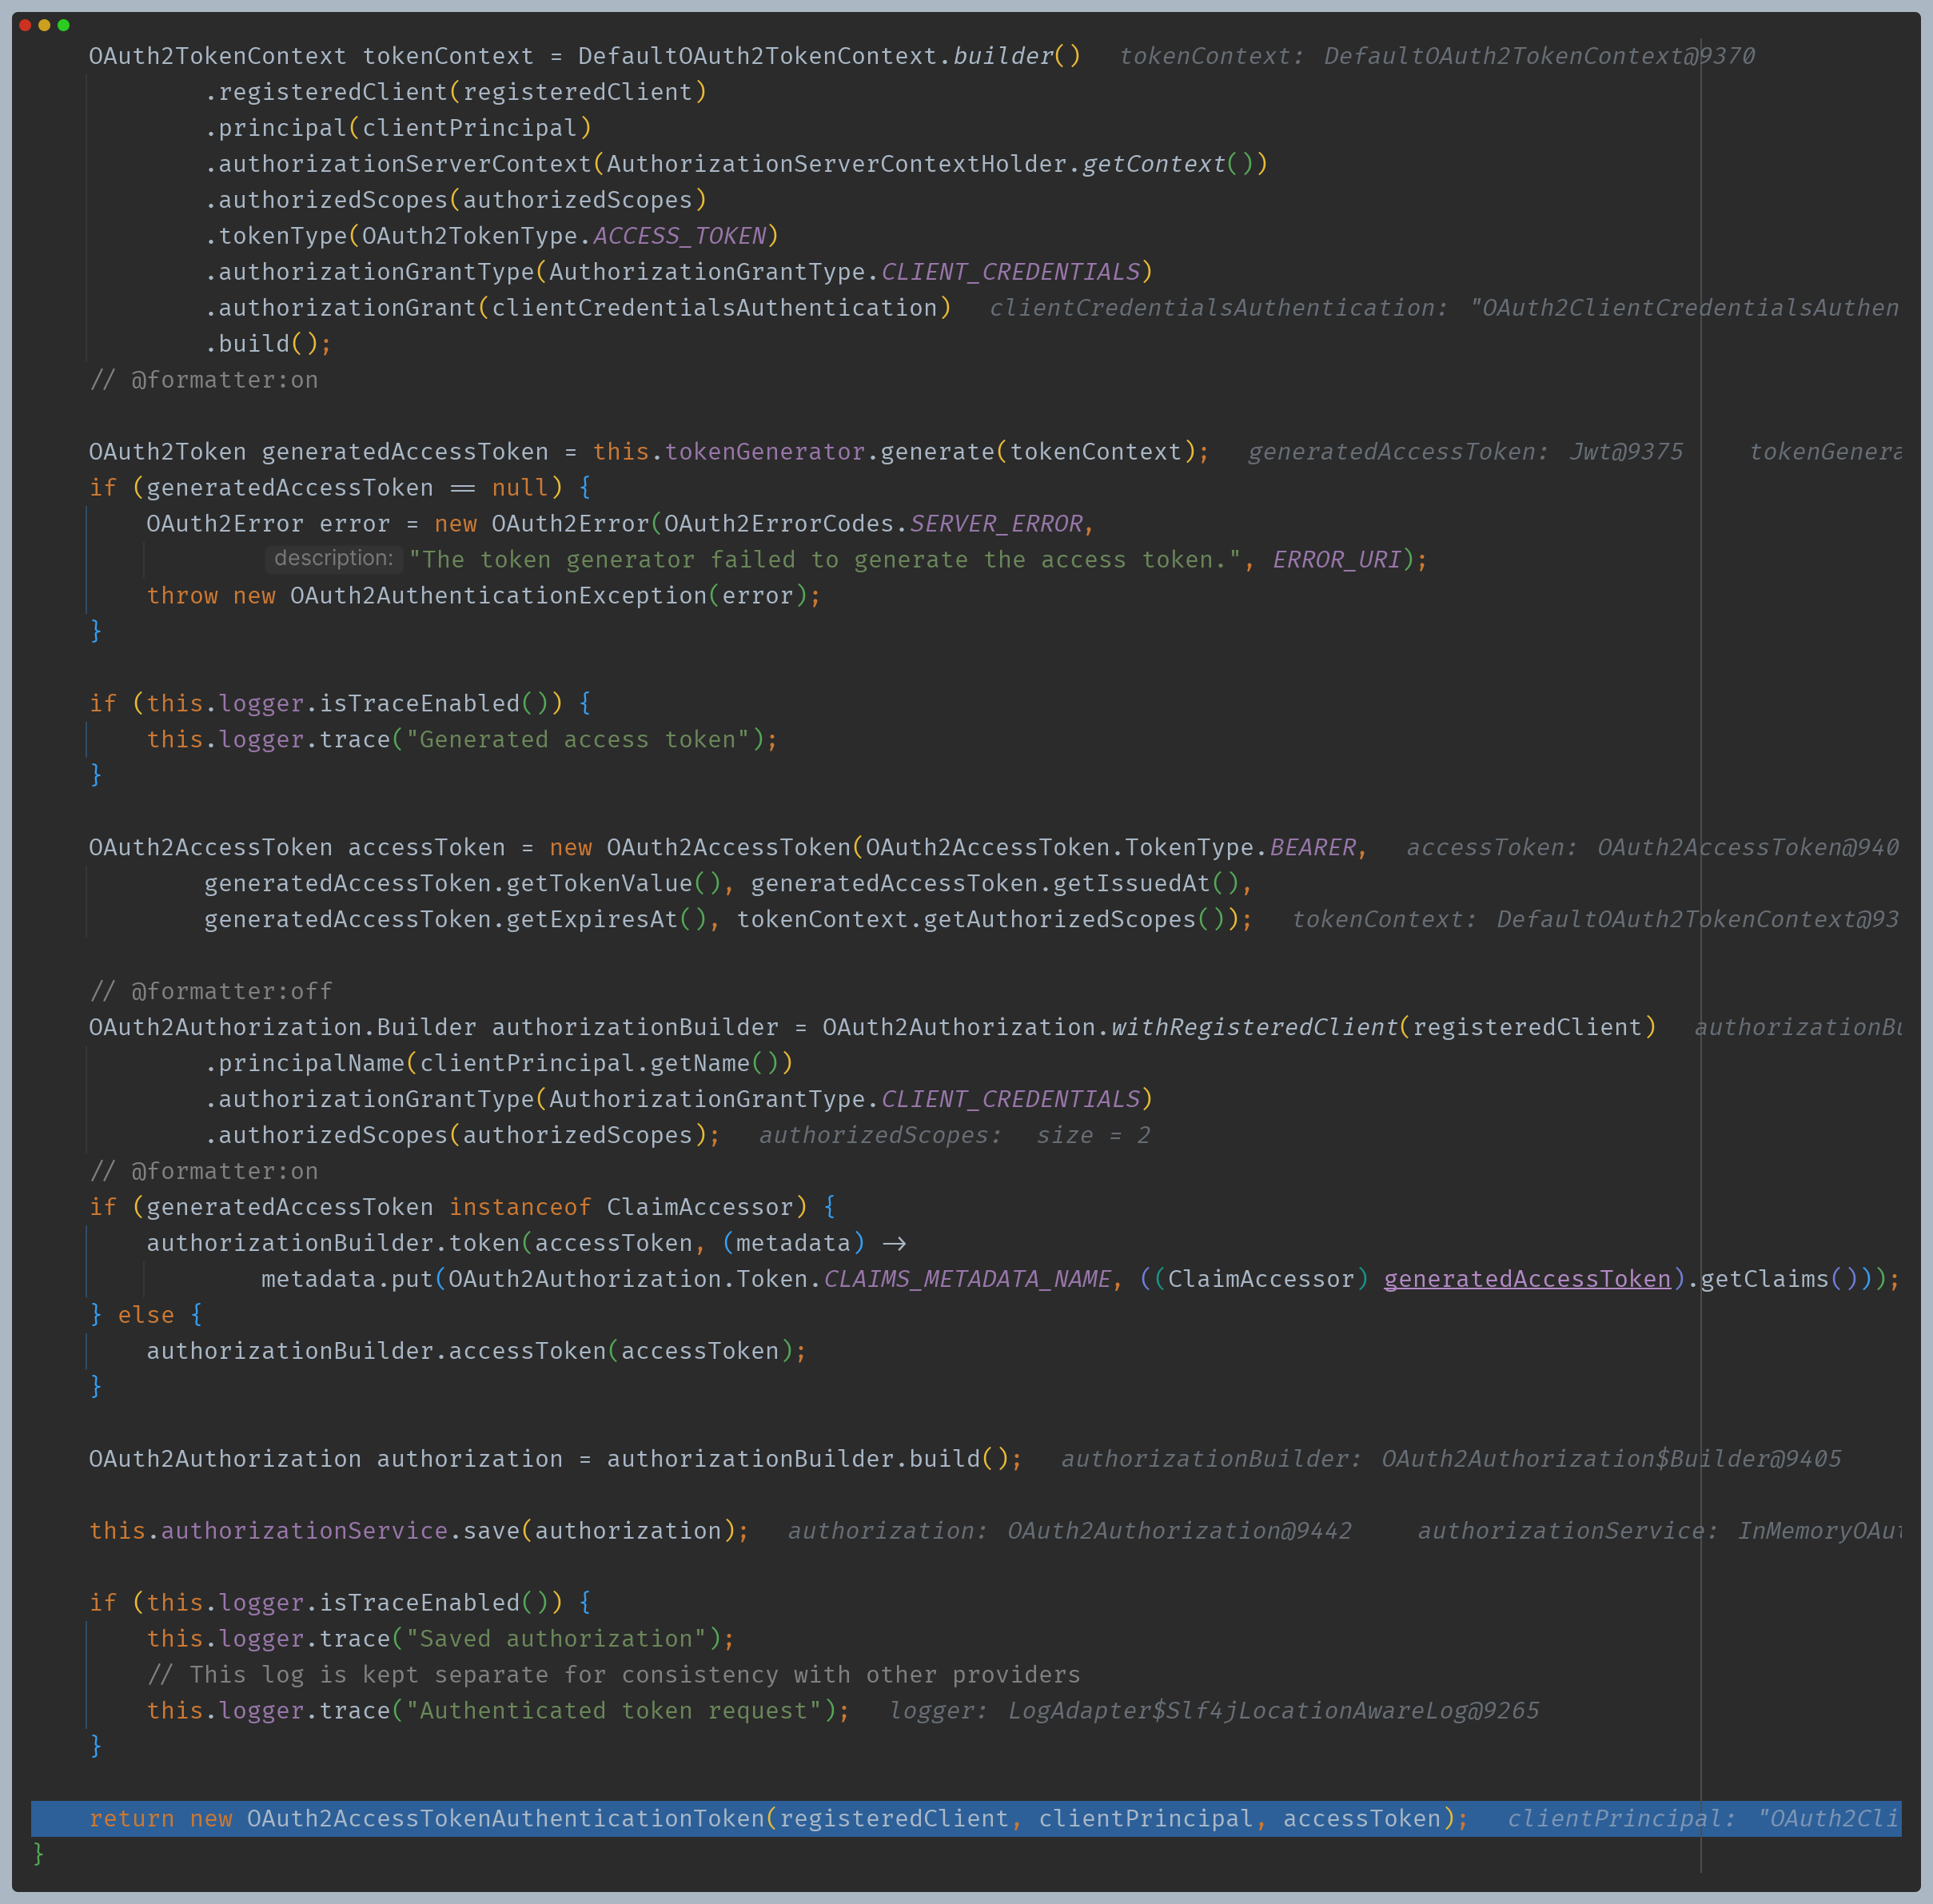 OAuth2TokenContext tokenContext = DefaultOAuth2TokenContext.builder()   tokenContext: DefaultOAuth2TokenContext@9370
        .registeredClient(registeredClient)
        .principal(clientPrincipal)
        .authorizationServerContext(AuthorizationServerContextHolder.getContext())
        .authorizedScopes(authorizedScopes)
        .tokenType(OAuth2TokenType.ACCESS_TOKEN)
        .authorizationGrantType(AuthorizationGrantType.CLIENT_CREDENTIALS)
        .authorizationGrant(clientCredentialsAuthentication)   clientCredentialsAuthentication: "OAuth2ClientCredentialsAuthen
        .build();
// @formatter:on
OAuth2Token generatedAccessToken = this.tokenGenerator.generate(tokenContext);   generatedAccessToken: Jwt@9375     tokenGenera
if (generatedAccessToken == null) {
    OAuth2Error error = new OAuth2Error(OAuth2ErrorCodes.SERVER_ERROR,
            description: "The token generator failed to generate the access token.", ERROR_URI);
    throw new OAuth2AuthenticationException(error);
}
if (this.logger.isTraceEnabled()) {
    this.logger.trace("Generated access token");
}
OAuth2AccessToken accessToken = new OAuth2AccessToken(OAuth2AccessToken.TokenType.BEARER,   accessToken: OAuth2AccessToken@940
        generatedAccessToken.getTokenValue(), generatedAccessToken.getIssuedAt(),
        generatedAccessToken.getExpiresAt(), tokenContext.getAuthorizedScopes());   tokenContext: DefaultOAuth2TokenContext@93
// @formatter:off
OAuth2Authorization.Builder authorizationBuilder = OAuth2Authorization.withRegisteredClient(registeredClient)   authorizationBu
        .principalName(clientPrincipal.getName())
        .authorizationGrantType(AuthorizationGrantType.CLIENT_CREDENTIALS)
        .authorizedScopes(authorizedScopes);   authorizedScopes:  size = 2
// @formatter:on
if (generatedAccessToken instanceof ClaimAccessor) {
    authorizationBuilder.token(accessToken, (metadata) ->
            metadata.put(OAuth2Authorization.Token.CLAIMS_METADATA_NAME, ((ClaimAccessor) generatedAccessToken).getClaims()));
} else {
    authorizationBuilder.accessToken(accessToken);
}
OAuth2Authorization authorization = authorizationBuilder.build();   authorizationBuilder: OAuth2Authorization$Builder@9405
this.authorizationService.save(authorization);   authorization: OAuth2Authorization@9442     authorizationService: InMemoryOAut
if (this.logger.isTraceEnabled()) {
    this.logger.trace("Saved authorization");
    // This log is kept separate for consistency with other providers
    this.logger.trace("Authenticated token request");   logger: LogAdapter$Slf4jLocationAwareLog@9265
}
return new OAuth2AccessTokenAuthenticationToken(registeredClient, clientPrincipal, accessToken);   clientPrincipal: "OAuth2Cli
}